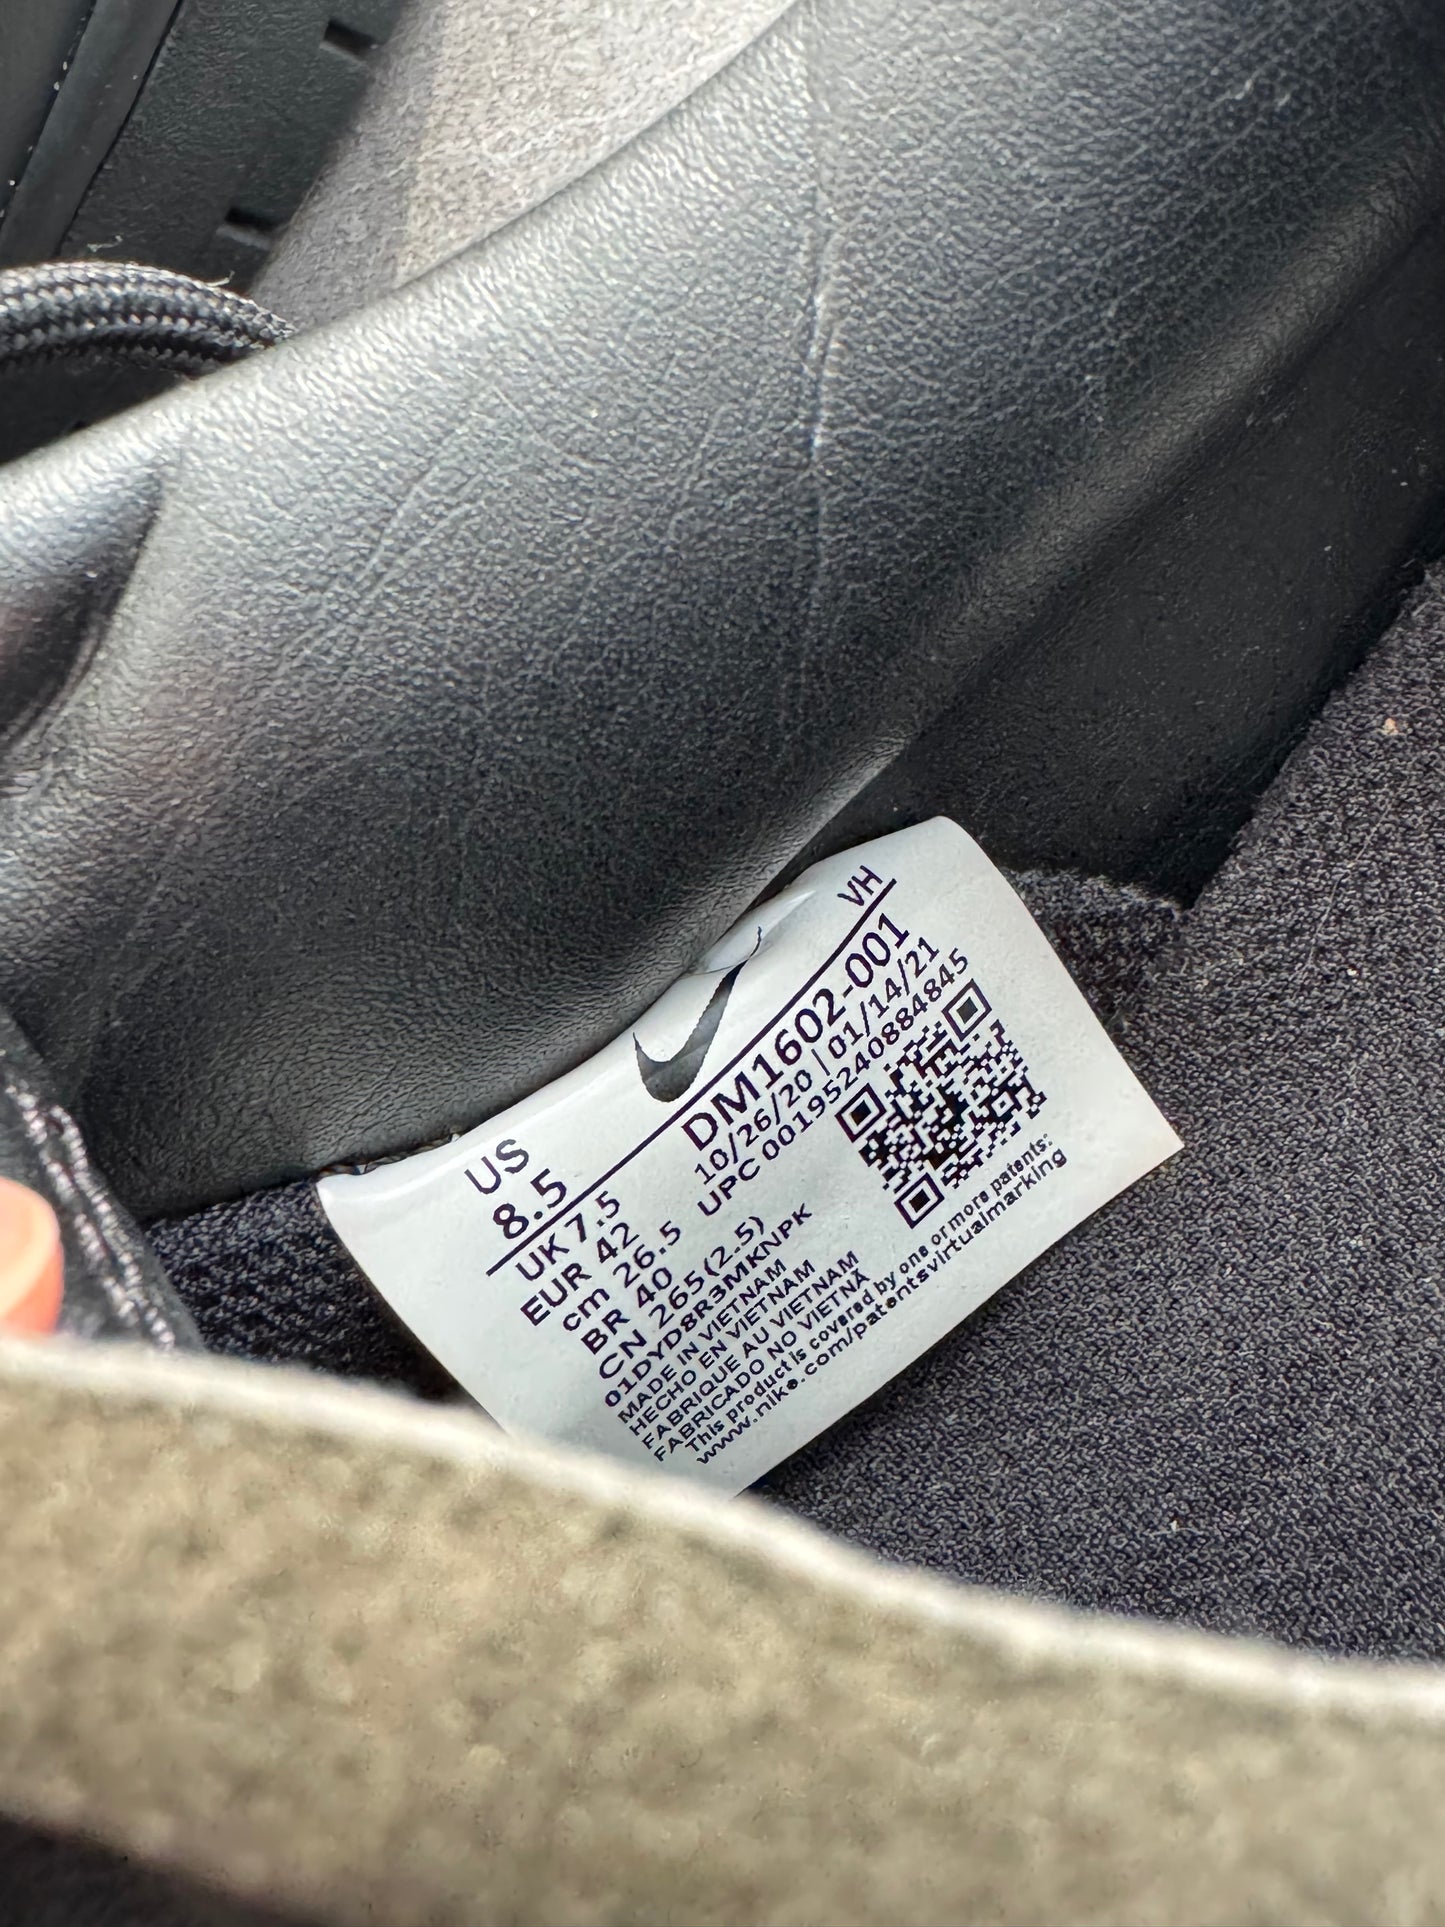 VH
US
8.5
DM1602-001
10/26/20 | 01/14/21
UPC 00195240884845
UK 7.5
EUR 42
cm 26.5
BR 40
CN 265(2.5)
01DYD8R3MKNPK
MADE IN VIETNAM
HECHO EN VIETNAM
FABRIQUE AU VIETNAM
FABRICADO NO VIETNÃ
This product is covered by one or more patents:
www.nike.com/patentsvirtualmarking